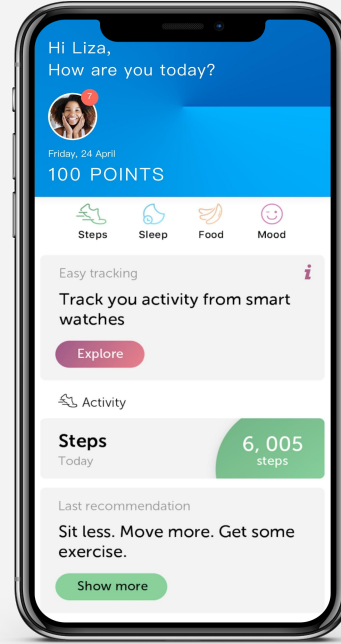 Hi Liza,
How are you today?
7
Friday, 24 April
100 POINTS
Steps Sleep Food Mood
Easy tracking i
Track you activity from smart
watches
Explore
Activity
Steps 6, 005
Today steps
Last recommendation
Sit less. Move more. Get some
exercise.
Show more